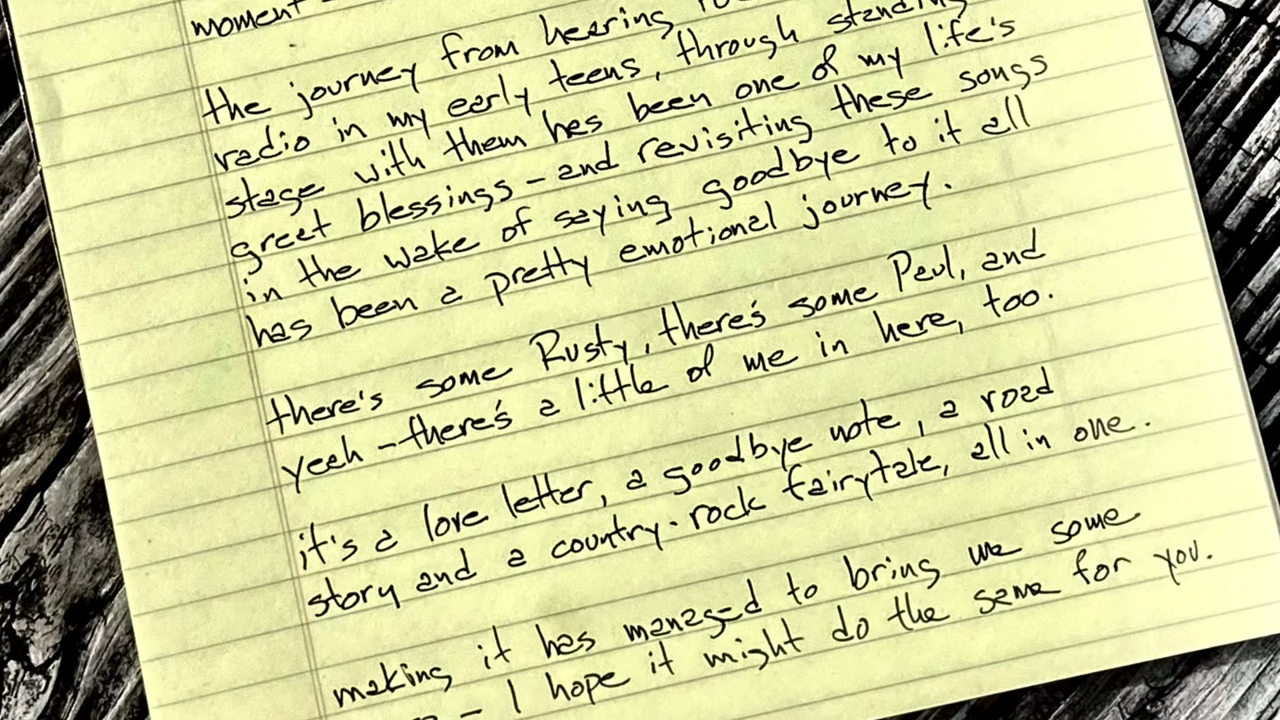 moment
the journey from hearing
radio in my early teens, through standing
stage with them has been one of my life's
great blessings - and revisiting these songs
in the wake of saying goodbye to it all
has been a pretty emotional journey.
there's some Rusty, there's some Paul, and
yeah - there's a little of me in here, too.
it's a love letter, a goodbye note, a road
story and a country-rock fairytale, all in one.
making it has managed to bring me some
- I hope it might do the same for you.